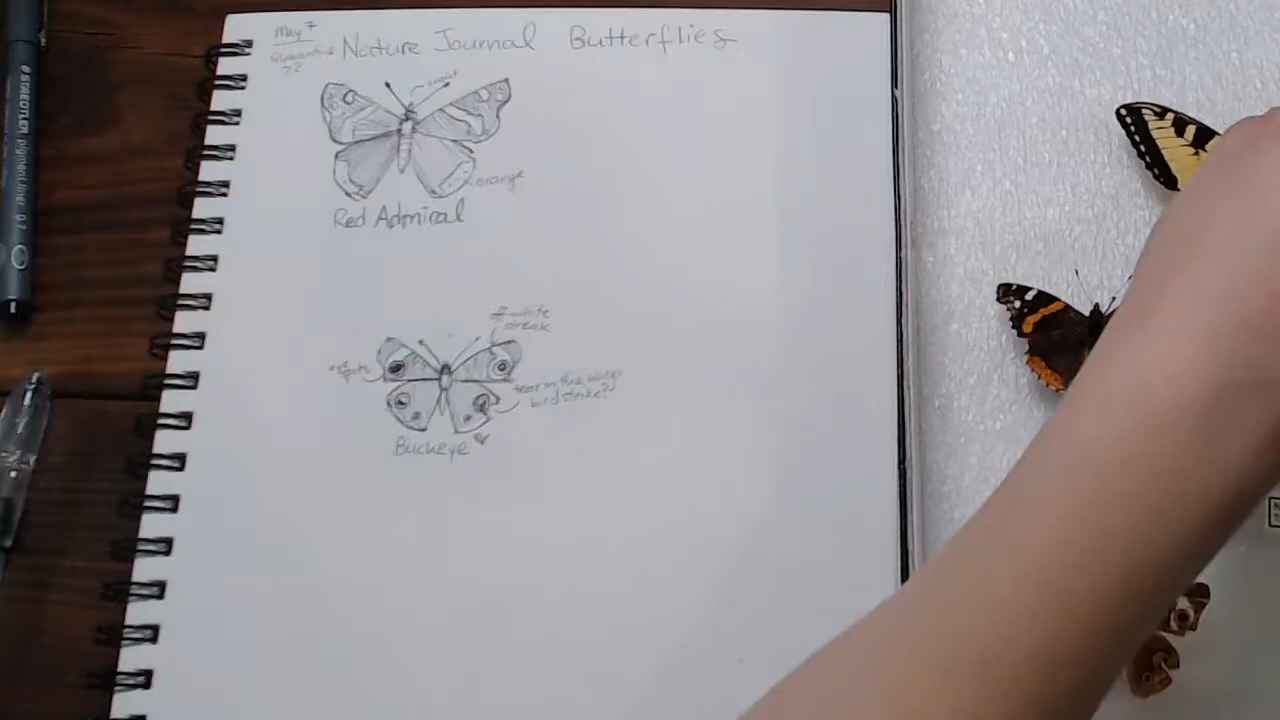 May 7
Nature Journal Butterflies
orange
Red Admiral
white
streak
tear in the wings
bird strike?
Buckeye
STAEDTLER pigment liner 0.7